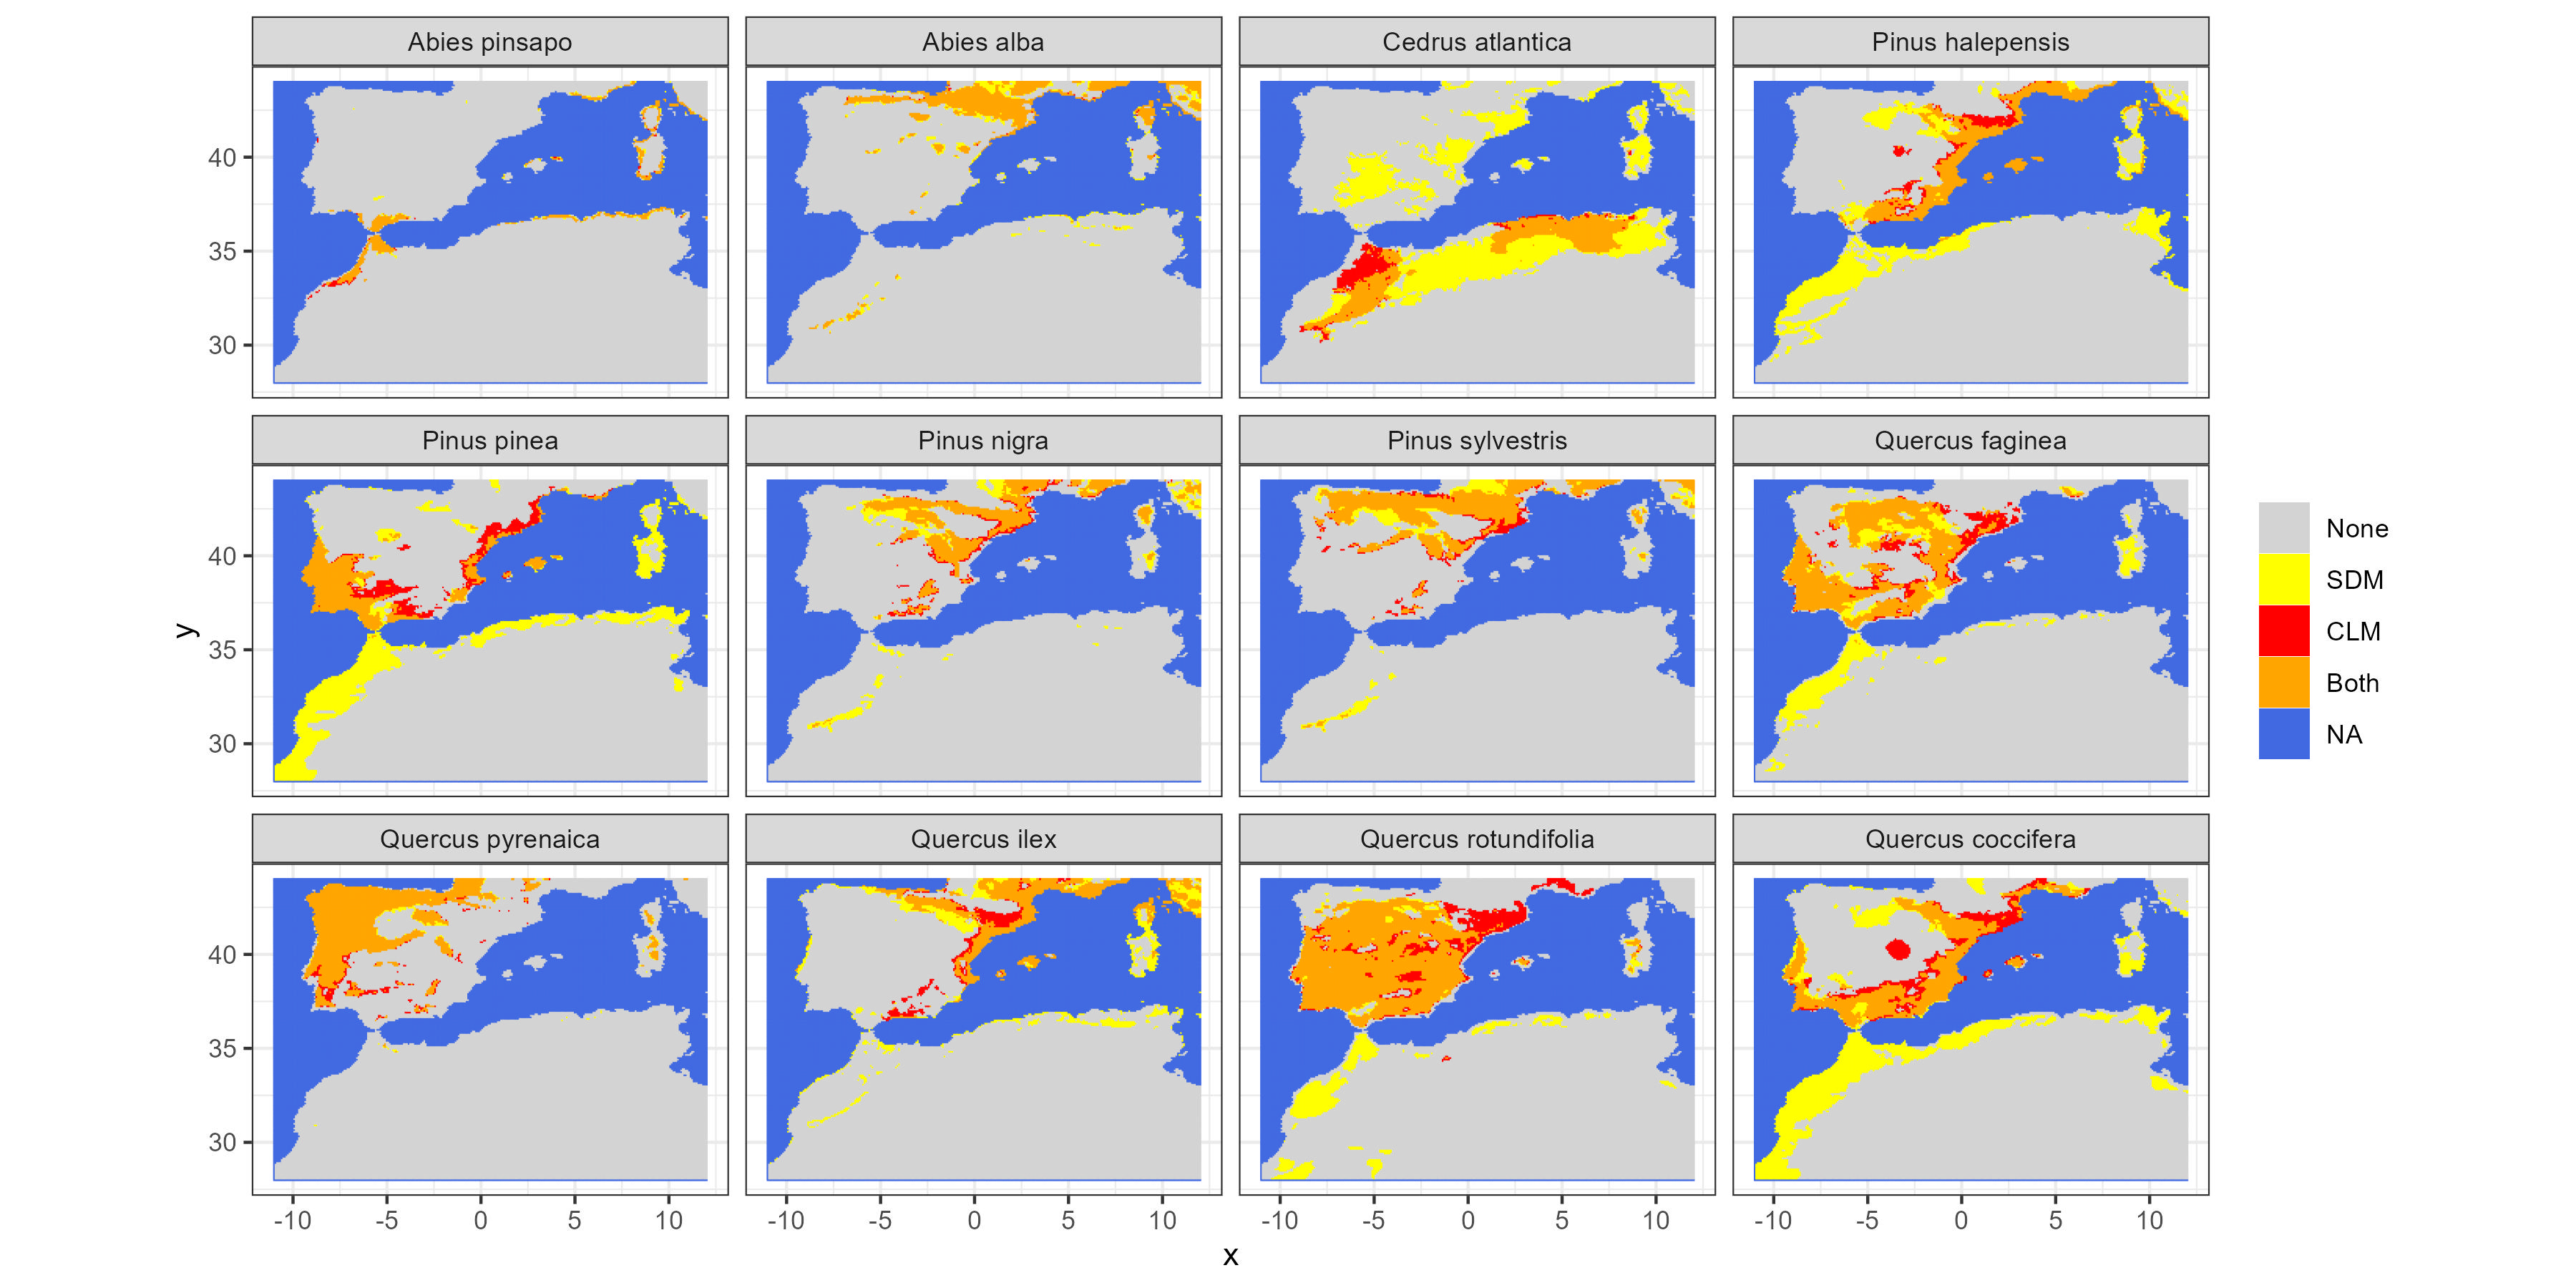 Abies pinsapo
Abies alba
Cedrus atlantica
Pinus halepensis
40
35
30
Pinus pinea
Pinus nigra
Pinus sylvestris
Quercus faginea
40
35
30
y
None
SDM
CLM
Both
NA
Quercus pyrenaica
Quercus ilex
Quercus rotundifolia
Quercus coccifera
40
35
30
-10 -5 0 5 10
-10 -5 0 5 10
-10 -5 0 5 10
-10 -5 0 5 10
x